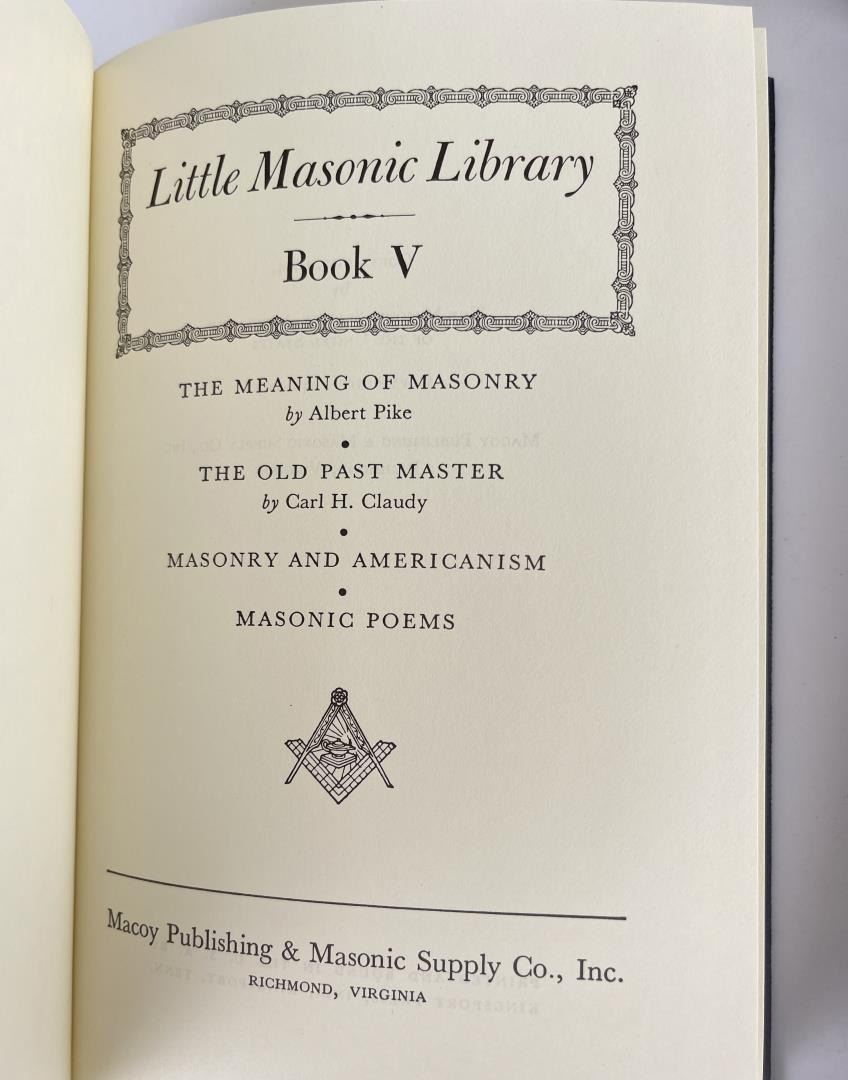 Little Masonic Library
Book V
THE MEANING OF MASONRY
by Albert Pike
•
THE OLD PAST MASTER
by Carl H. Claudy
•
MASONRY AND AMERICANISM
•
MASONIC POEMS
Macoy Publishing & Masonic Supply Co., Inc.
RICHMOND, VIRGINIA